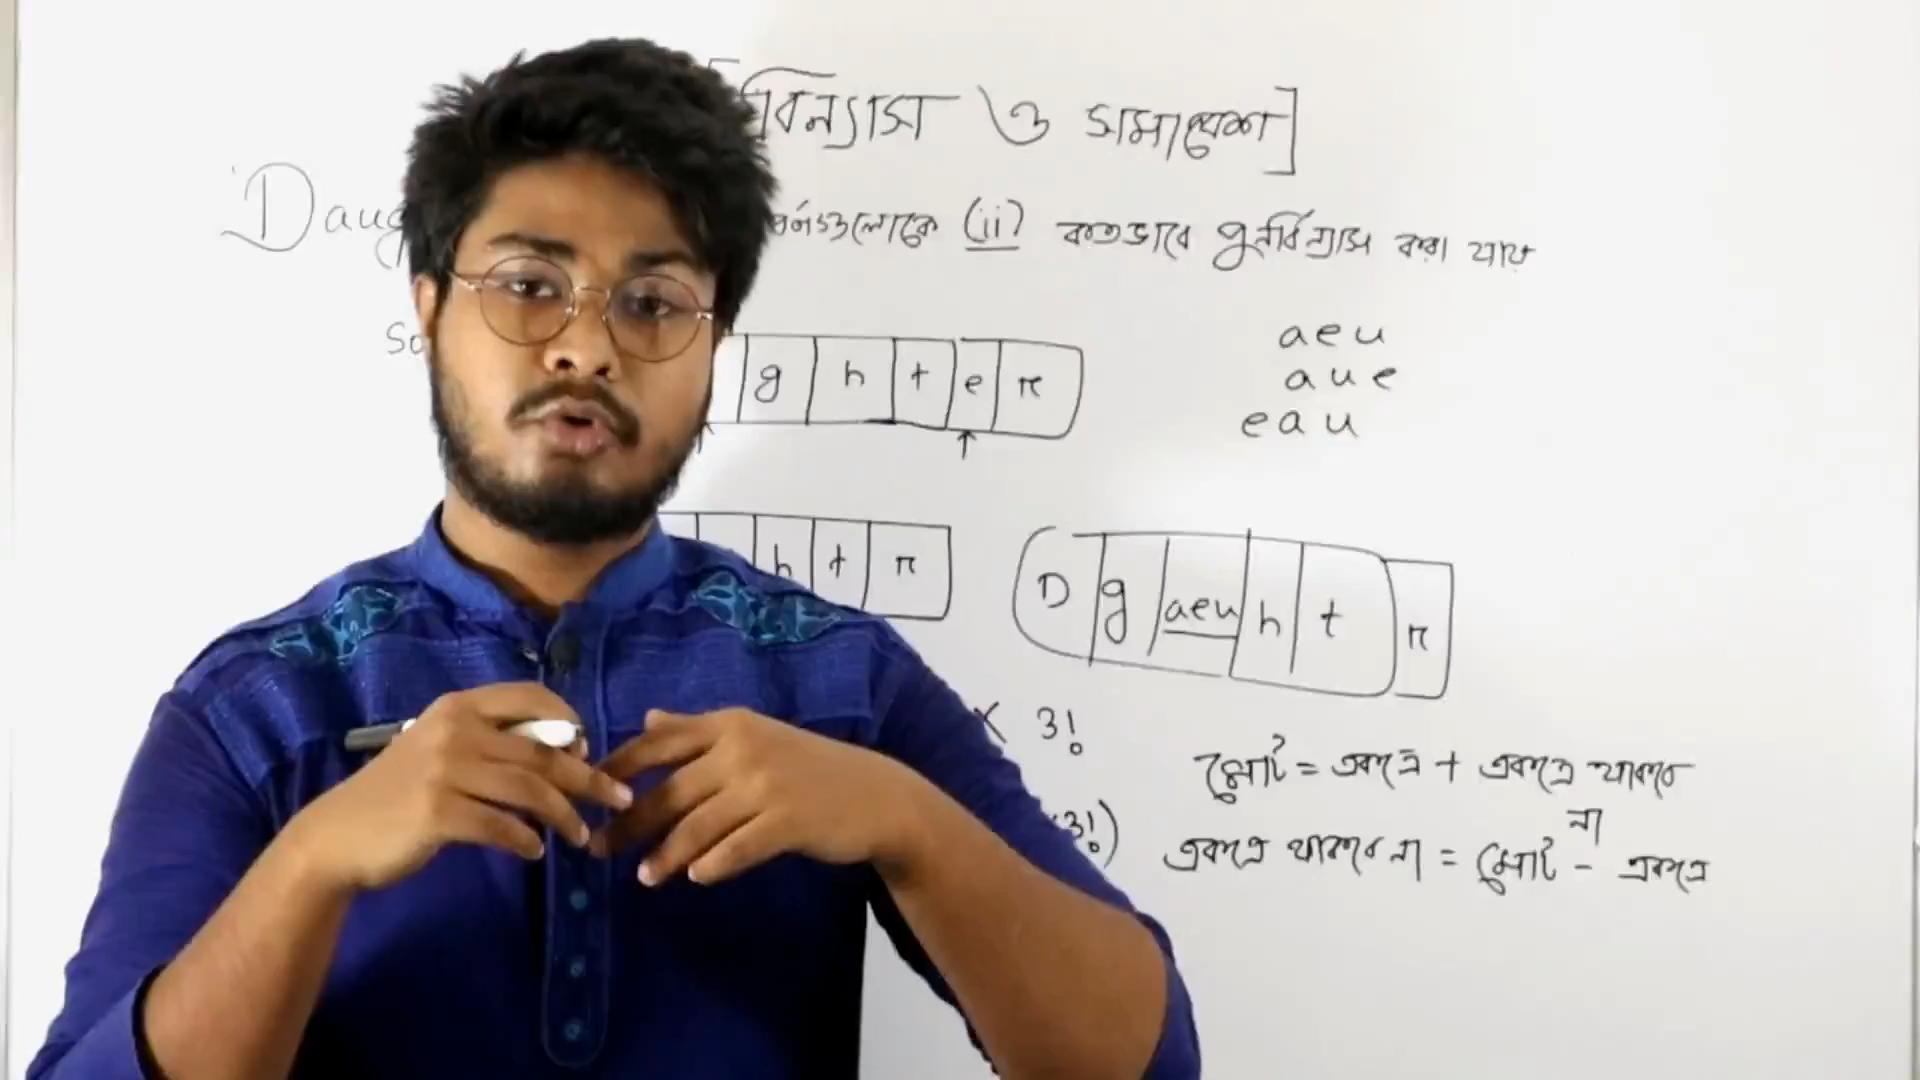 বিন্যাস ও সমাবেশ]
Daug বর্ণগুলোকে (ii) কতভাবে পুনর্বিন্যাস করা যায়
So
g h t e r
aeu
aue
eau
h t r
D g aeu h t r
× 3!
মোট = একত্রে + একত্রে থাকবে না
3!)
একত্রে থাকবে না = মোট - একত্রে